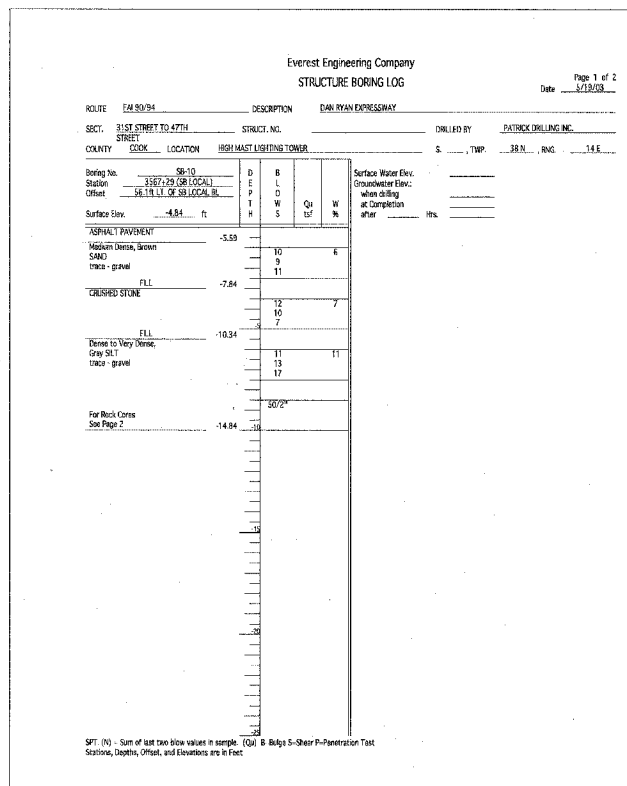 Everest Engineering Company
STRUCTURE BORING LOG
Page 1 of 2
Date 5/19/03
ROUTE FAI 90/94 DESCRIPTION DAN RYAN EXPRESSWAY
SECT. 31ST STREET TO 47TH STREET STRUCT. NO. DRILLED BY PATRICK DRILLING INC.
COUNTY COOK LOCATION HIGH MAST LIGHTING TOWER S. , TWP. 38 N , RNG. 14 E
Boring No. SB-10
Station 3567+29 (SB LOCAL)
Offset 56.1ft LT. OF SB LOCAL BL
Surface Elev. -4.84 ft
DEPTH
BLOWS
Qu tsf
W %
Surface Water Elev.
Groundwater Elev.:
when drilling
at Completion
after Hrs.
ASPHALT PAVEMENT
-5.59
Medium Dense, Brown
SAND
trace - gravel
10 6
9
11
FILL -7.84
CRUSHED STONE
12 7
10
7
-5
FILL -10.34
Dense to Very Dense,
Gray SILT
trace - gravel
11 11
13
17
50/2"
For Rock Cores
See Page 2 -14.84 -10
-15
-20
-25
SPT. (N) = Sum of last two blow values in sample. (Qu) B-Bulge S=Shear P=Penetration Test
Stations, Depths, Offset, and Elevations are in Feet